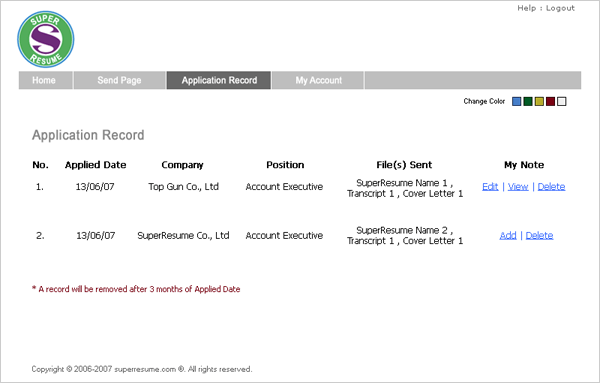 Help : Logout
SUPER
S
RESUME
Home Send Page Application Record My Account
Change Color
Application Record
No. Applied Date Company Position File(s) Sent My Note
1. 13/06/07 Top Gun Co., Ltd Account Executive SuperResume Name 1 , Edit | View | Delete
Transcript 1 , Cover Letter 1
2. 13/06/07 SuperResume Co., Ltd Account Executive SuperResume Name 2 , Add | Delete
Transcript 1 , Cover Letter 1
* A record will be removed after 3 months of Applied Date
Copyright © 2006-2007 superresume.com ®. All rights reserved.